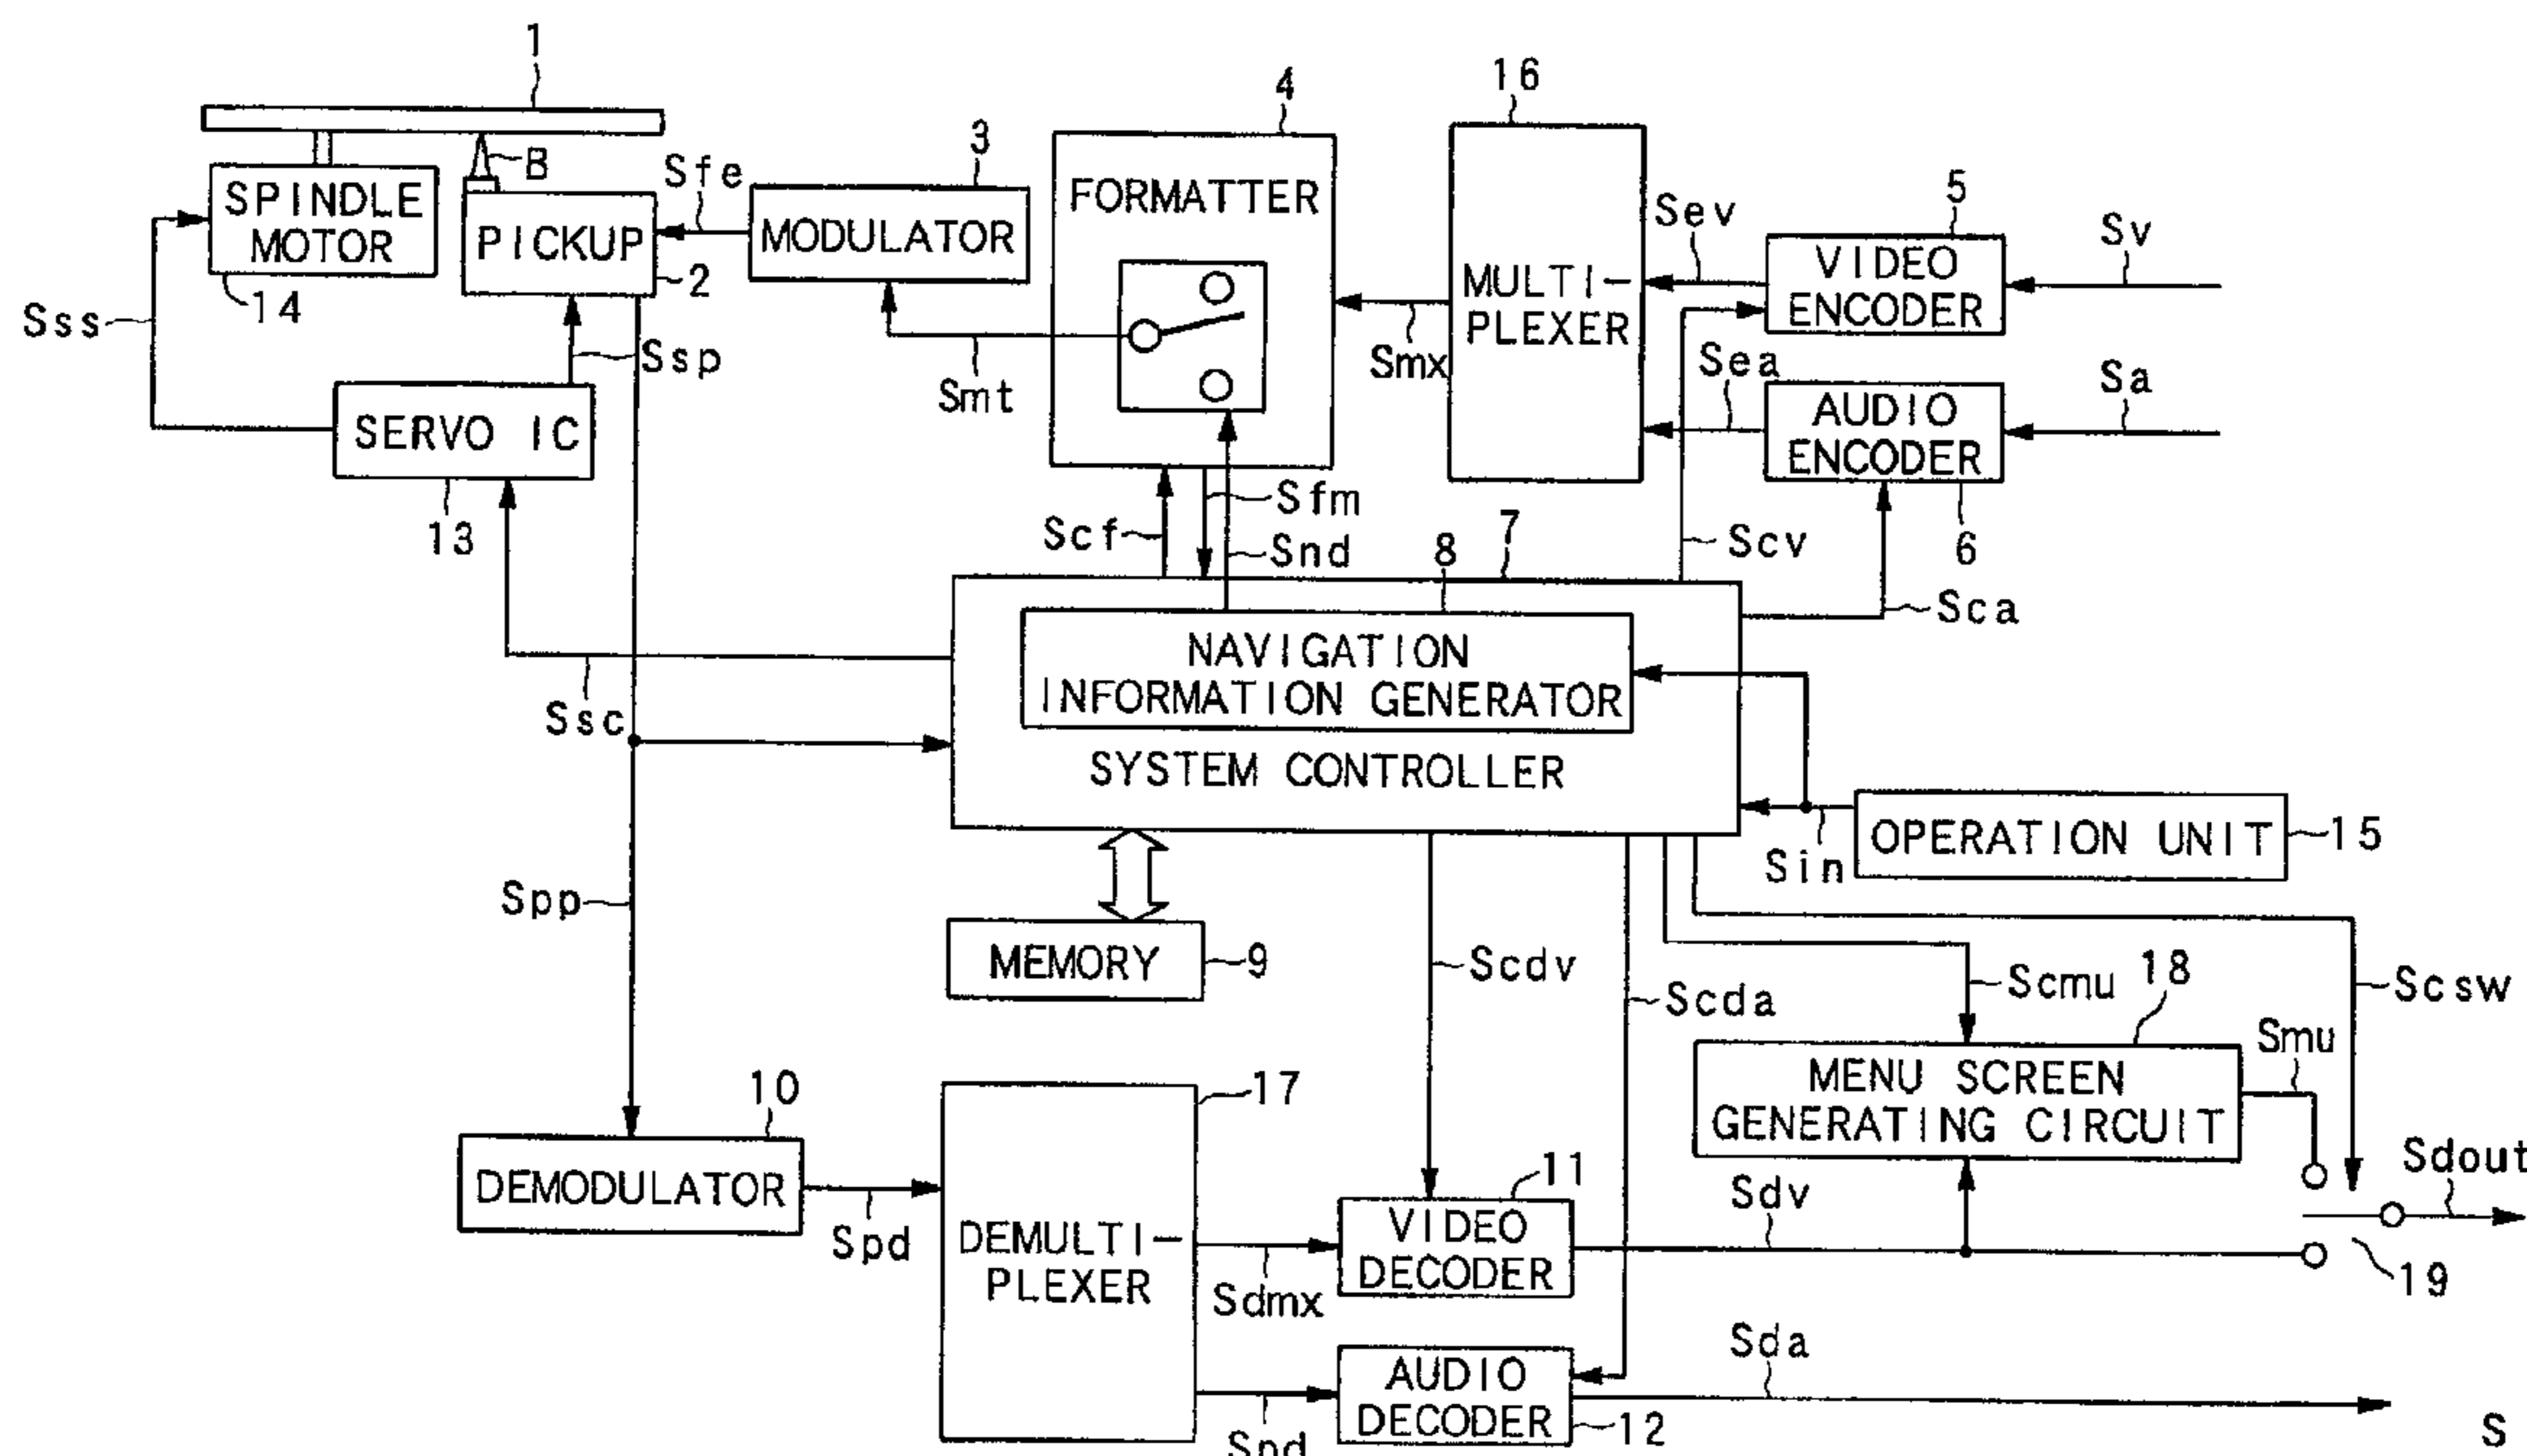 1
16
4
3
B
Sfe
5
SPINDLE
MOTOR
PICKUP
2
MODULATOR
FORMATTER
Sev
Sv
VIDEO
ENCODER
MULTI-
PLEXER
14
Sss
Ssp
Smt
Smx
Sea
Sa
AUDIO
ENCODER
SERVO IC
13
Sfm
Scf
Snd
7
8
Scv
6
Sca
NAVIGATION
INFORMATION GENERATOR
Ssc
SYSTEM CONTROLLER
OPERATION UNIT
15
Sin
Spp
MEMORY
9
Scdv
Scda
Scmu
18
Scsw
Smu
MENU SCREEN
GENERATING CIRCUIT
10
17
DEMODULATOR
Spd
DEMULTI-
PLEXER
11
VIDEO
DECODER
Sdv
Sdout
19
Sdmx
Sda
AUDIO
DECODER
12
Spd
S